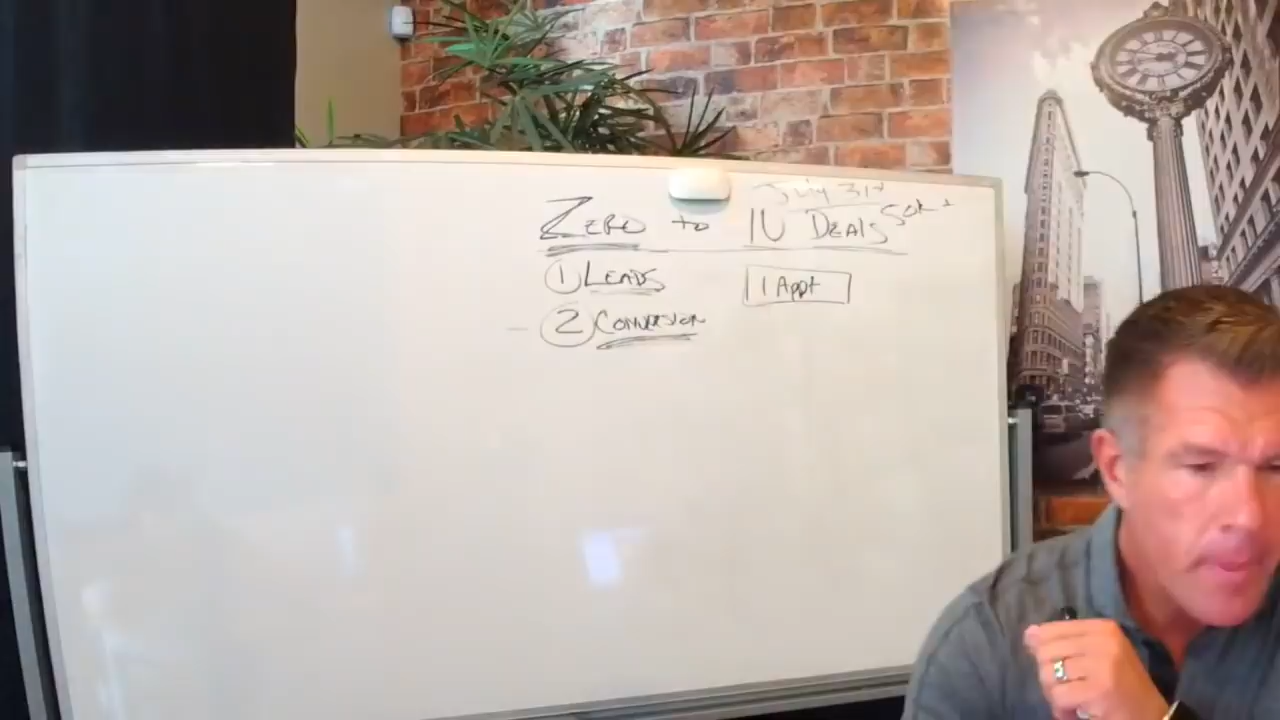 July 31st
ZERO to 10 DEALS 50K+
1 LEADS
1 Appt
2 CONVERSION